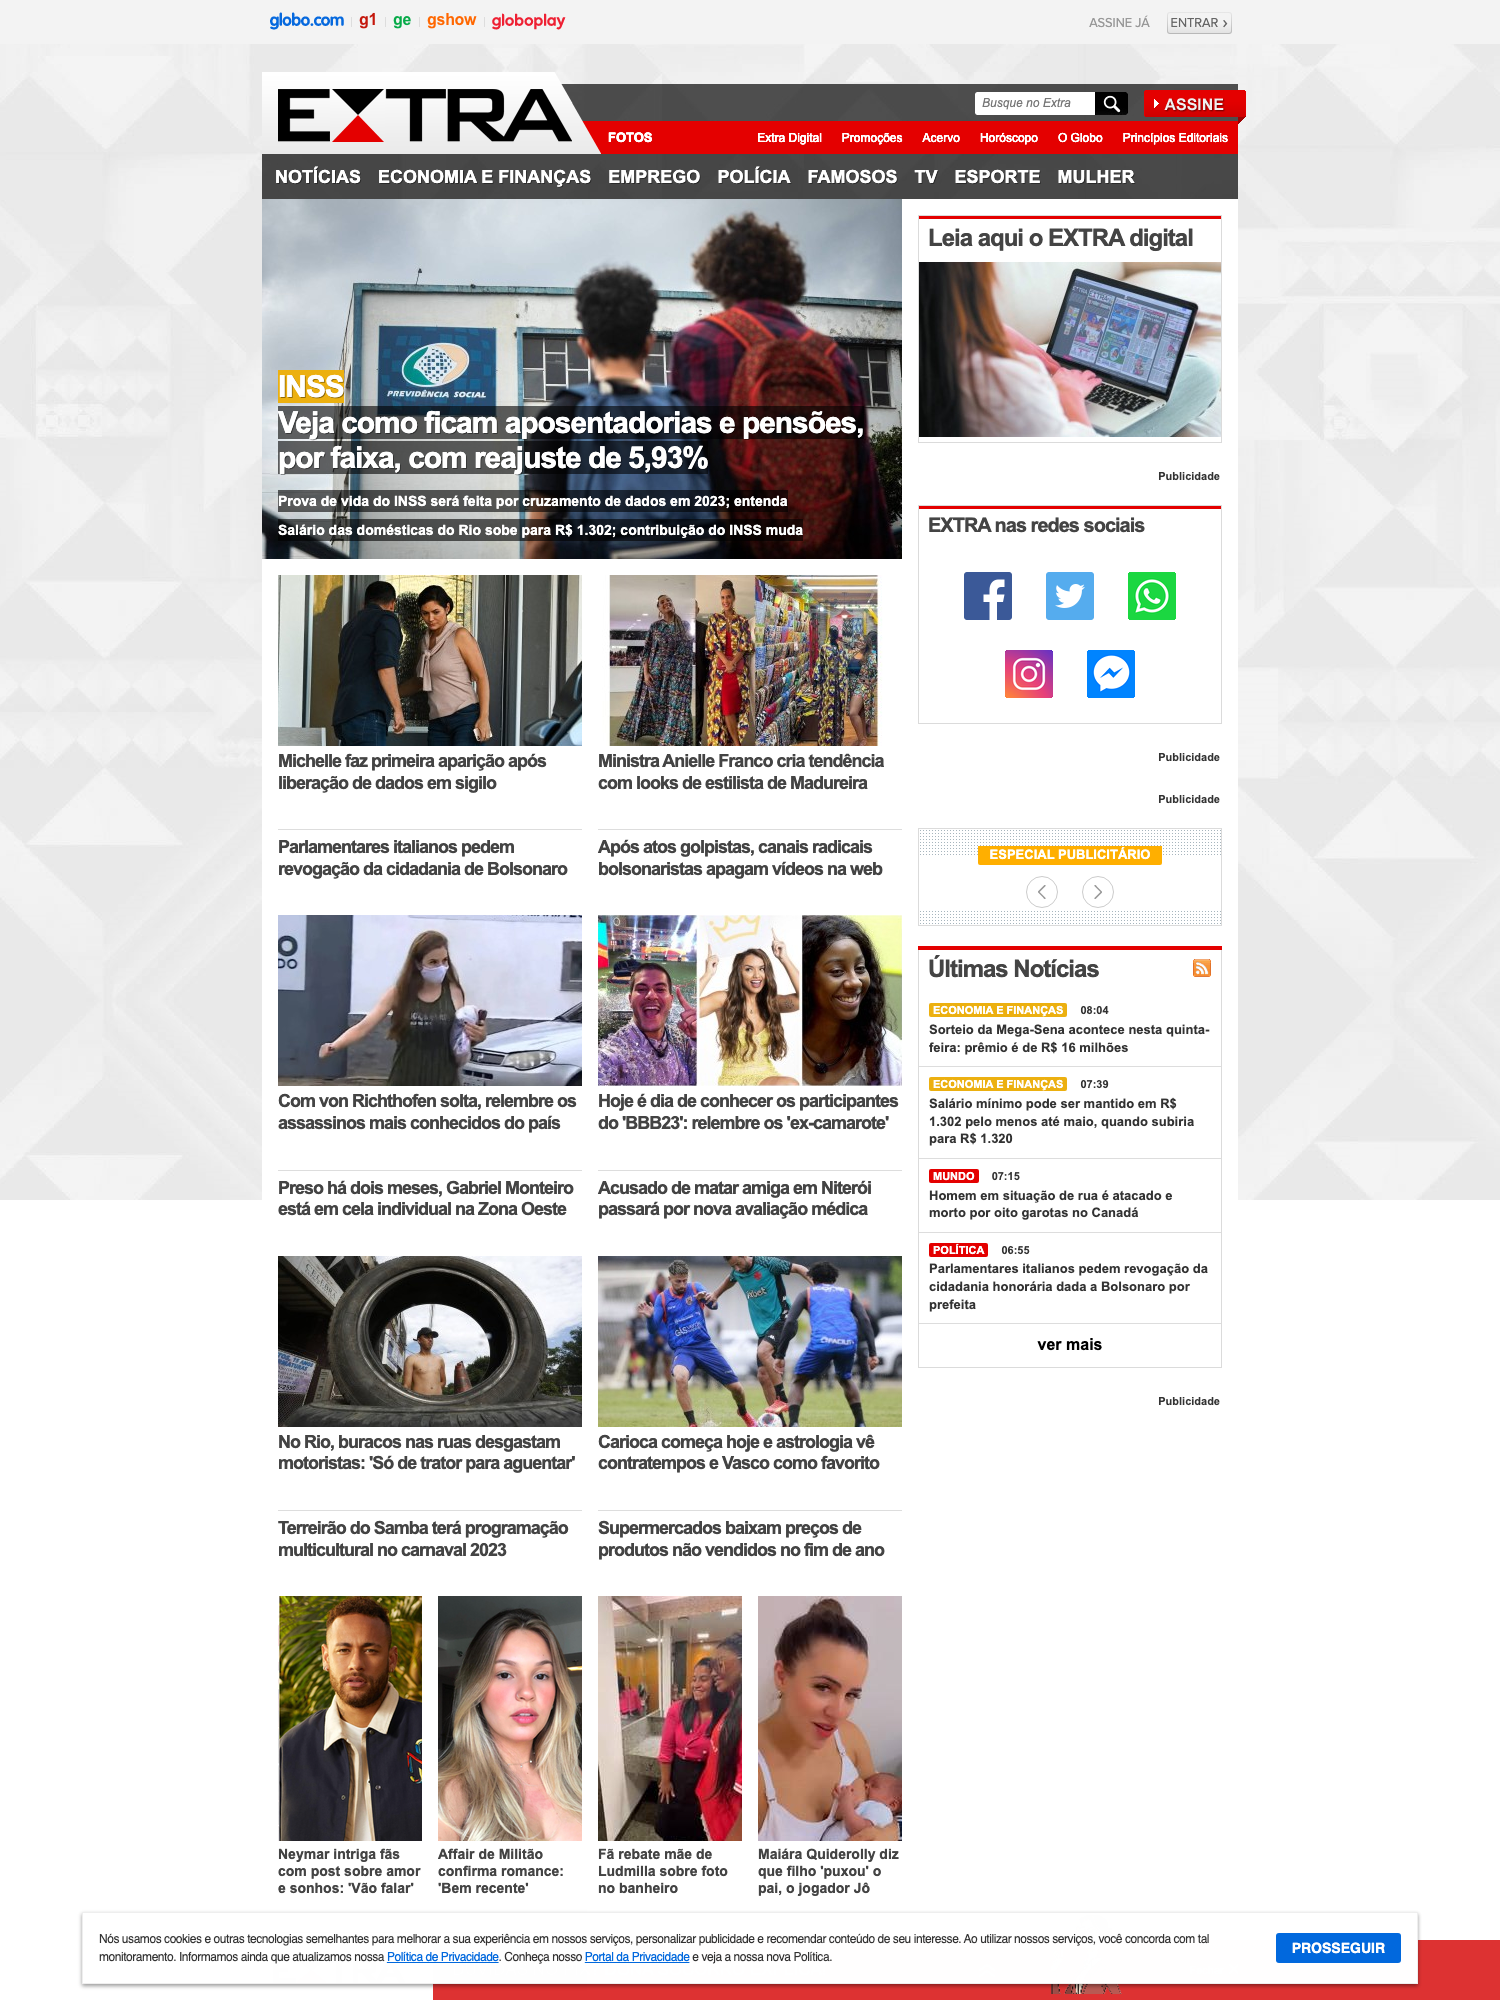 globo.com g1 ge gshow globoplay
ASSINE JÁ ENTRAR ›
EXTRA
Busque no Extra
ASSINE
FOTOS Extra Digital Promoções Acervo Horóscopo O Globo Princípios Editoriais
NOTÍCIAS ECONOMIA E FINANÇAS EMPREGO POLÍCIA FAMOSOS TV ESPORTE MULHER
PREVIDÊNCIA SOCIAL
INSS
Veja como ficam aposentadorias e pensões,
por faixa, com reajuste de 5,93%
Prova de vida do INSS será feita por cruzamento de dados em 2023; entenda
Salário das domésticas do Rio sobe para R$ 1.302; contribuição do INSS muda
Michelle faz primeira aparição após
liberação de dados em sigilo
Ministra Anielle Franco cria tendência
com looks de estilista de Madureira
Parlamentares italianos pedem
revogação da cidadania de Bolsonaro
Após atos golpistas, canais radicais
bolsonaristas apagam vídeos na web
Com von Richthofen solta, relembre os
assassinos mais conhecidos do país
Hoje é dia de conhecer os participantes
do 'BBB23': relembre os 'ex-camarote'
Preso há dois meses, Gabriel Monteiro
está em cela individual na Zona Oeste
Acusado de matar amiga em Niterói
passará por nova avaliação médica
No Rio, buracos nas ruas desgastam
motoristas: 'Só de trator para aguentar'
Carioca começa hoje e astrologia vê
contratempos e Vasco como favorito
Terreirão do Samba terá programação
multicultural no carnaval 2023
Supermercados baixam preços de
produtos não vendidos no fim de ano
Neymar intriga fãs
com post sobre amor
e sonhos: 'Vão falar'
Affair de Militão
confirma romance:
'Bem recente'
Fã rebate mãe de
Ludmilla sobre foto
no banheiro
Maiára Quiderolly diz
que filho 'puxou' o
pai, o jogador Jô
Leia aqui o EXTRA digital
Publicidade
EXTRA nas redes sociais
Publicidade
Publicidade
ESPECIAL PUBLICITÁRIO
Últimas Notícias
ECONOMIA E FINANÇAS 08:04
Sorteio da Mega-Sena acontece nesta quinta-
feira: prêmio é de R$ 16 milhões
ECONOMIA E FINANÇAS 07:39
Salário mínimo pode ser mantido em R$
1.302 pelo menos até maio, quando subiria
para R$ 1.320
MUNDO 07:15
Homem em situação de rua é atacado e
morto por oito garotas no Canadá
POLÍTICA 06:55
Parlamentares italianos pedem revogação da
cidadania honorária dada a Bolsonaro por
prefeita
ver mais
Publicidade
Nós usamos cookies e outras tecnologias semelhantes para melhorar a sua experiência em nossos serviços, personalizar publicidade e recomendar conteúdo de seu interesse. Ao utilizar nossos serviços, você concorda com tal
monitoramento. Informamos ainda que atualizamos nossa Política de Privacidade. Conheça nosso Portal da Privacidade e veja a nossa nova Política.
PROSSEGUIR